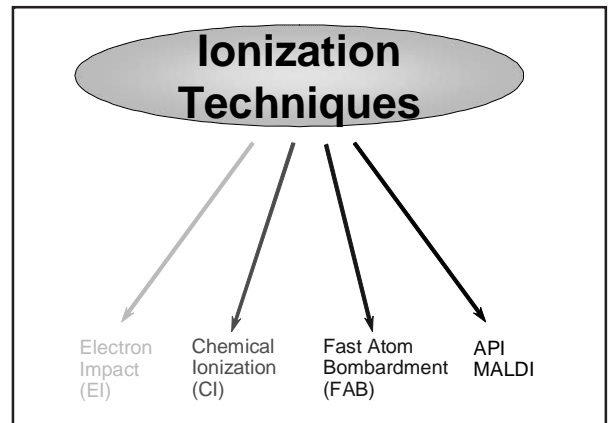 Ionization
Techniques
Electron
Impact
(EI)
Chemical
Ionization
(CI)
Fast Atom
Bombardment
(FAB)
API
MALDI